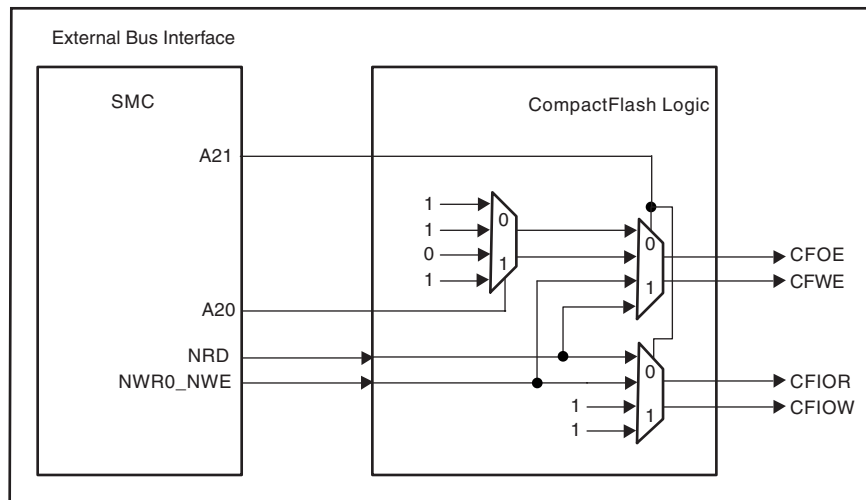 External Bus Interface
SMC
CompactFlash Logic
A21
1
1
0
1
0
1
0
1
CFOE
CFWE
A20
NRD
NWR0_NWE
1
1
0
1
CFIOR
CFIOW